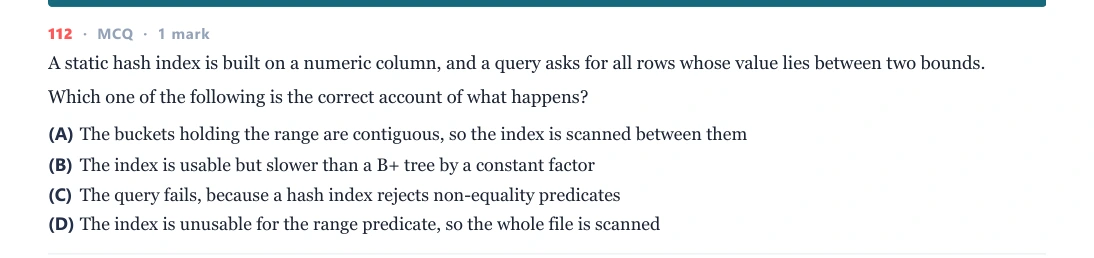 112 · MCQ · 1 mark
A static hash index is built on a numeric column, and a query asks for all rows whose value lies between two bounds.
Which one of the following is the correct account of what happens?
(A) The buckets holding the range are contiguous, so the index is scanned between them
(B) The index is usable but slower than a B+ tree by a constant factor
(C) The query fails, because a hash index rejects non-equality predicates
(D) The index is unusable for the range predicate, so the whole file is scanned